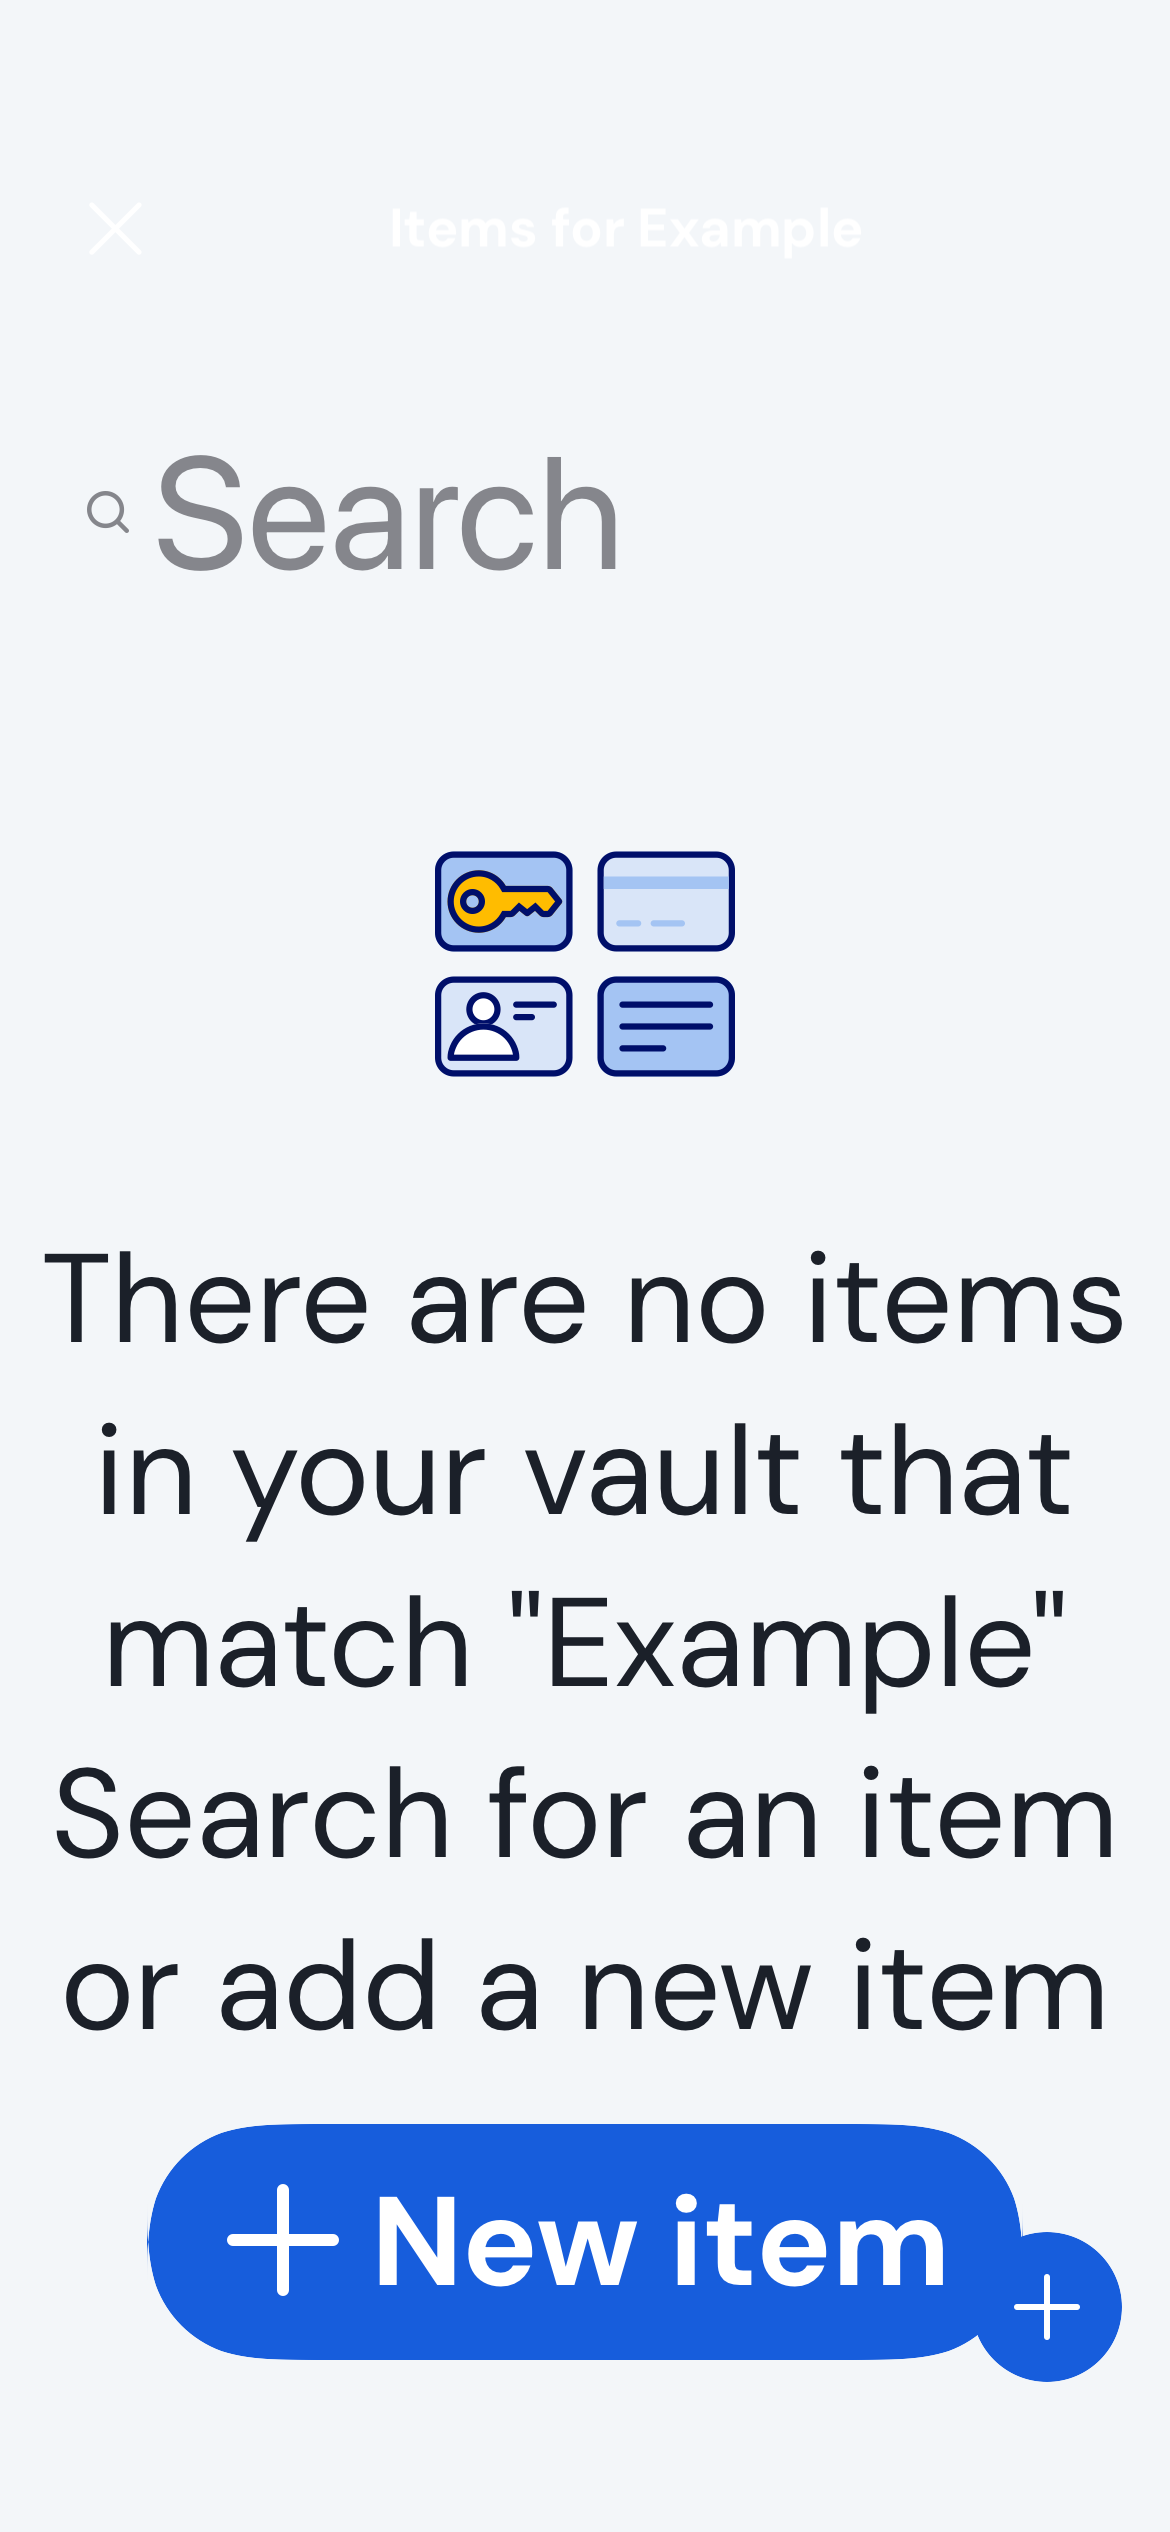 Items for Example
Search
There are no items
in your vault that
match "Example"
Search for an item
or add a new item
New item